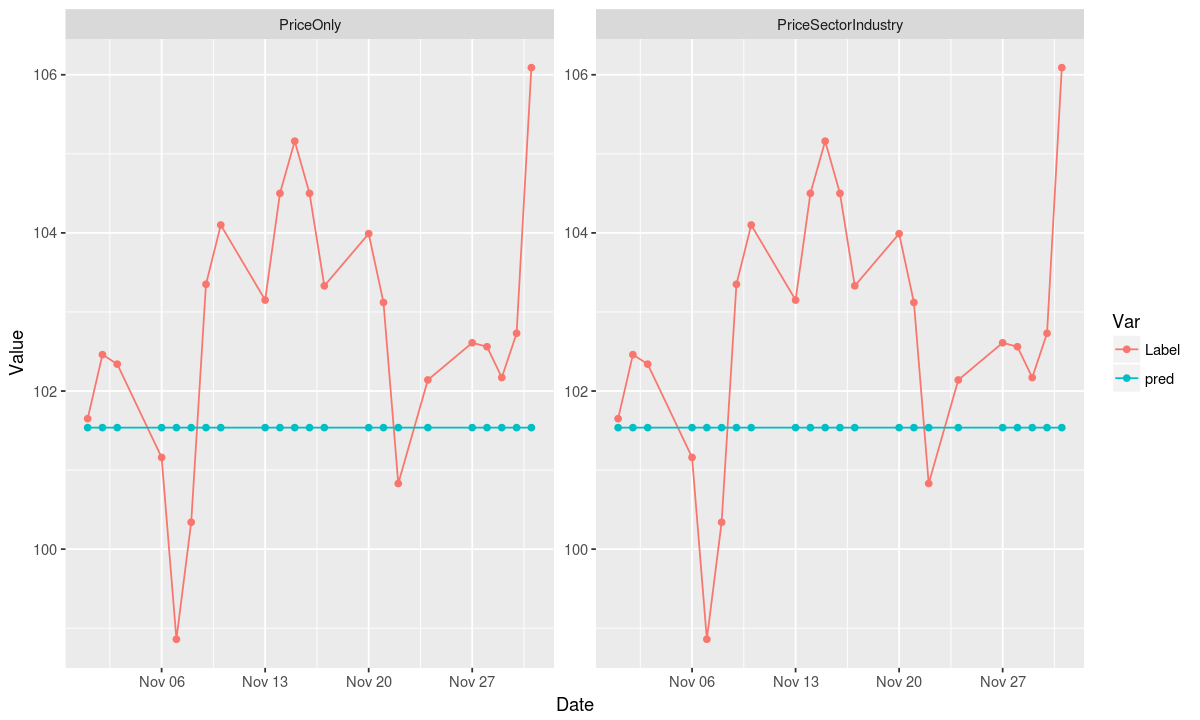 PriceOnly
PriceSectorIndustry
Value
106
104
102
100
106
104
102
100
Nov 06
Nov 13
Nov 20
Nov 27
Nov 06
Nov 13
Nov 20
Nov 27
Date
Var
Label
pred